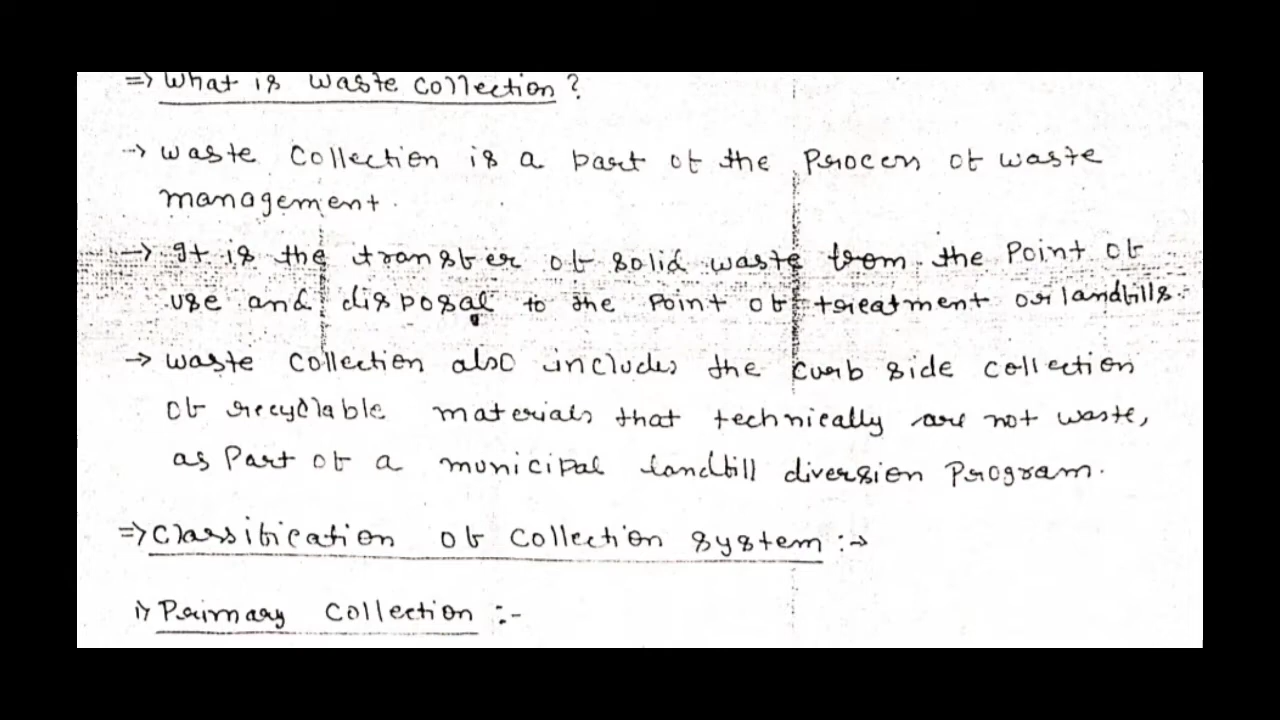 => What is waste collection?
-> waste collection is a part of the process of waste
management.
-> It is the transfer of solid waste from the point of
use and disposal to the point of treatment or landfills.
-> waste collection also includes the curb side collection
of recyclable materials that technically are not waste,
as part of a municipal landfill diversion program.
=> Classification of collection system :->
i> Primary collection :-